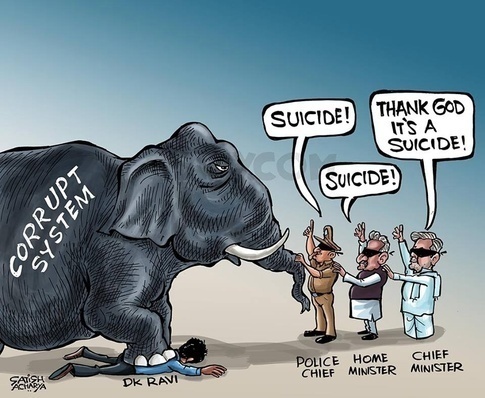 SUICIDE!
THANK GOD
IT'S A
SUICIDE!
SUICIDE!
CORRUPT
SYSTEM
DK RAVI
POLICE
CHIEF
HOME
MINISTER
CHIEF
MINISTER
SATISH
ACHARYA